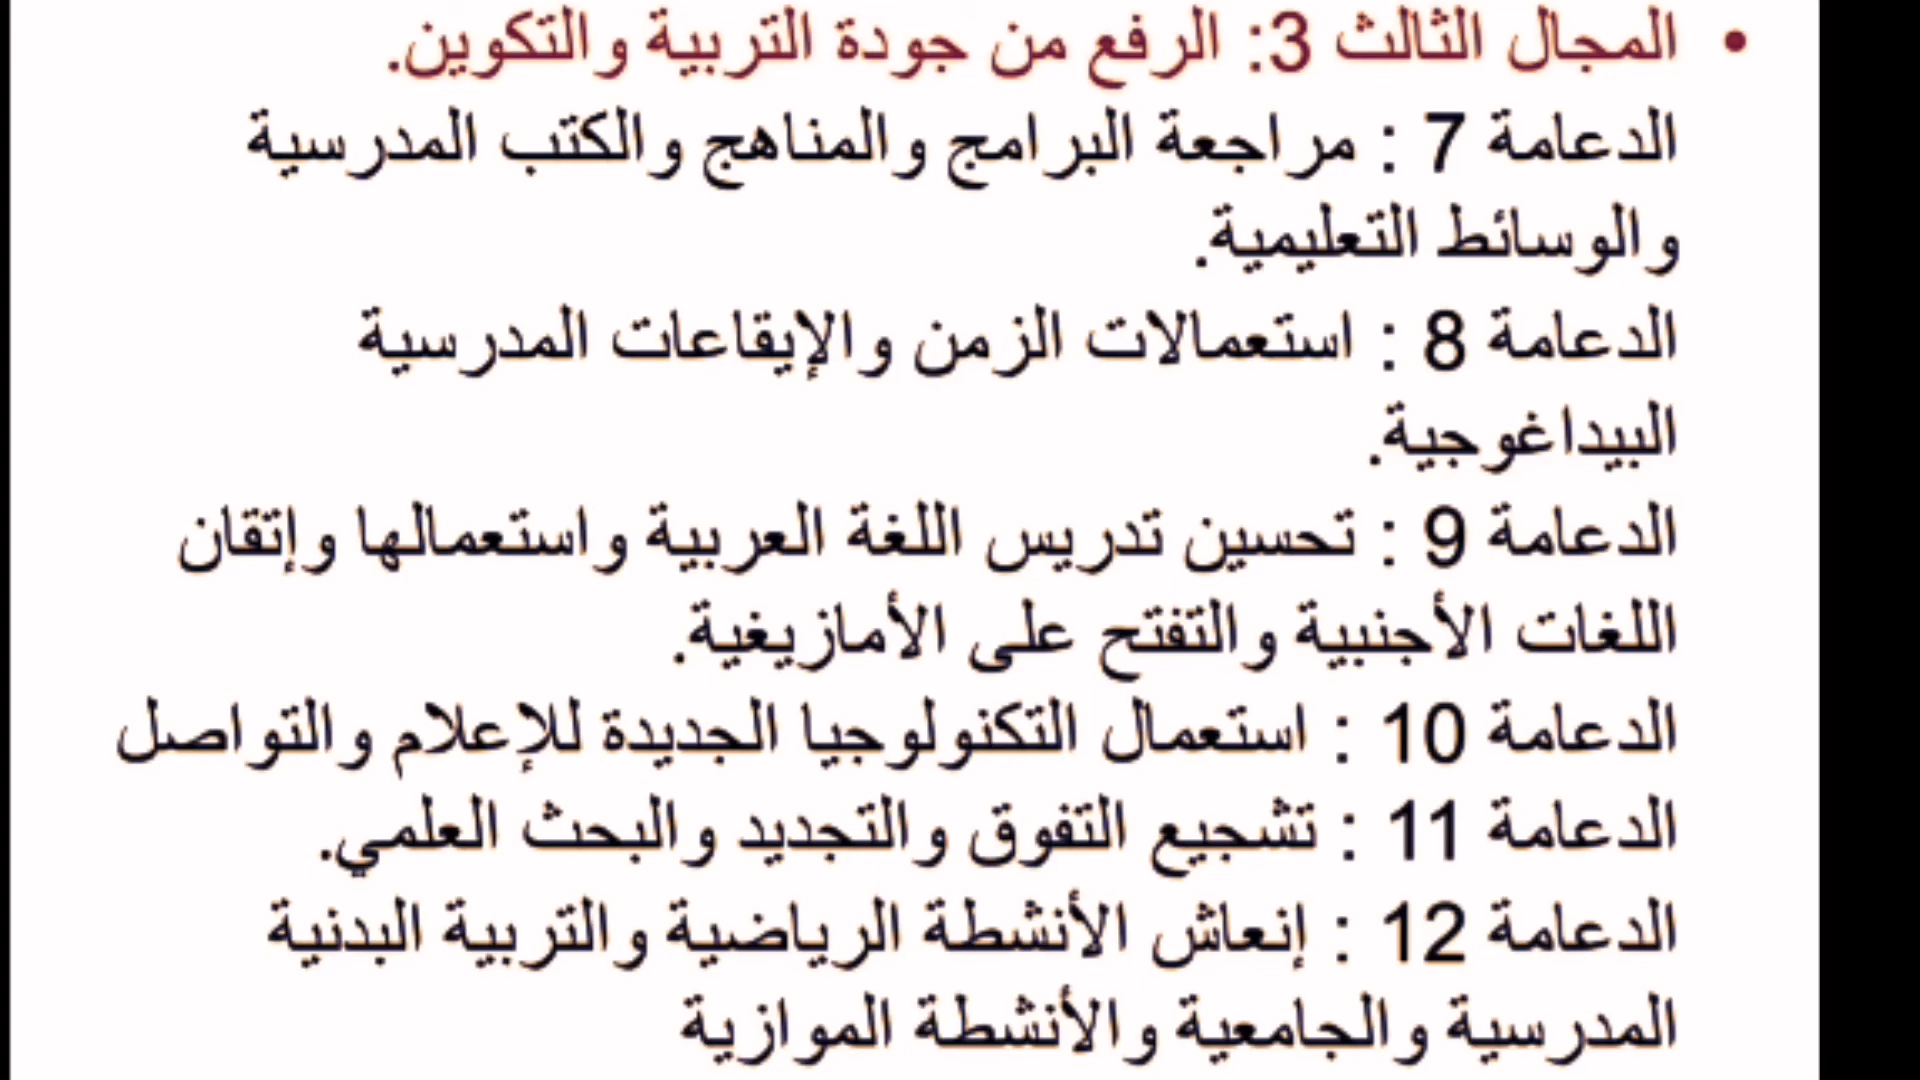 • المجال الثالث 3: الرفع من جودة التربية والتكوين.
الدعامة 7 : مراجعة البرامج والمناهج والكتب المدرسية
والوسائط التعليمية.
الدعامة 8 : استعمالات الزمن والإيقاعات المدرسية
البيداغوجية.
الدعامة 9 : تحسين تدريس اللغة العربية واستعمالها وإتقان
اللغات الأجنبية والتفتح على الأمازيغية.
الدعامة 10 : استعمال التكنولوجيا الجديدة للإعلام والتواصل
الدعامة 11 : تشجيع التفوق والتجديد والبحث العلمي.
الدعامة 12 : إنعاش الأنشطة الرياضية والتربية البدنية
المدرسية والجامعية والأنشطة الموازية